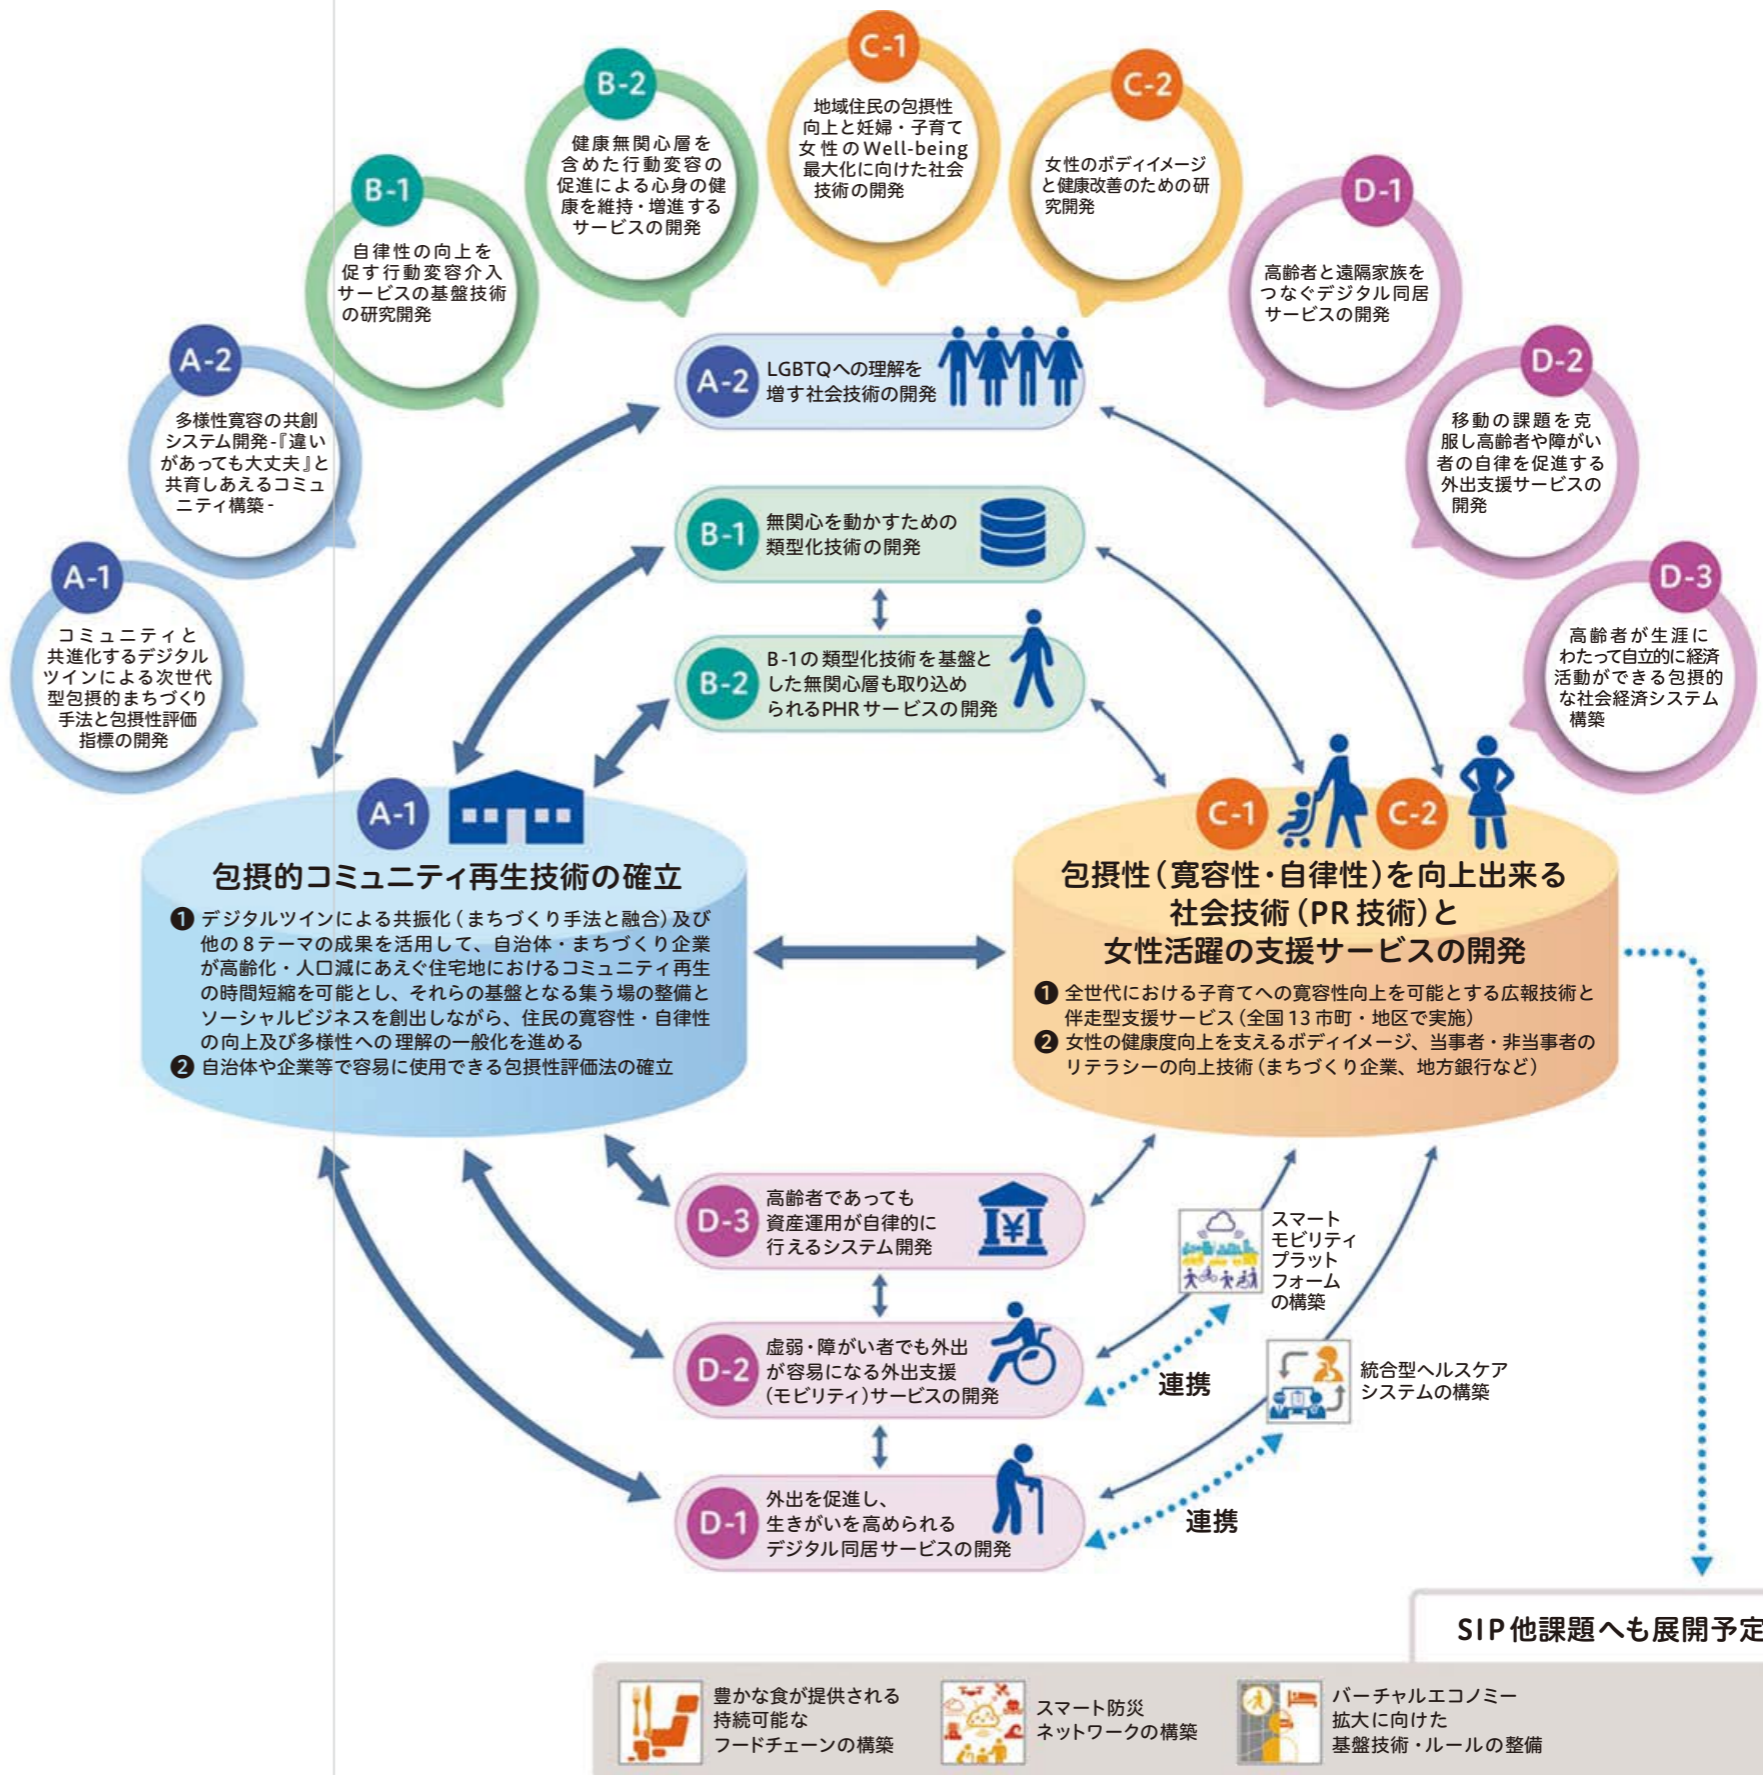 C-1
地域住民の包摂性
向上と妊婦・子育て
女性のWell-being
最大化に向けた社会
技術の開発
B-2
健康無関心層を
含めた行動変容の
促進による心身の健
康を維持・増進する
サービスの開発
C-2
女性のボディイメージ
と健康改善のための研
究開発
B-1
自律性の向上を
促す行動変容介入
サービスの基盤技術
の研究開発
D-1
高齢者と遠隔家族を
つなぐデジタル同居
サービスの開発
A-2
多様性寛容の共創
システム開発-『違い
があっても大丈夫』と
共育しあえるコミュ
ニティ構築-
D-2
移動の課題を克
服し高齢者や障がい
者の自律を促進する
外出支援サービスの
開発
A-1
コミュニティと
共進化するデジタル
ツインによる次世代
型包摂的まちづくり
手法と包摂性評価
指標の開発
D-3
高齢者が生涯に
わたって自立的に経済
活動ができる包摂的
な社会経済システム
構築
A-2
LGBTQへの理解を
増す社会技術の開発
B-1
無関心を動かすための
類型化技術の開発
B-2
B-1の類型化技術を基盤と
した無関心層も取り込め
られるPHRサービスの開発
A-1
包摂的コミュニティ再生技術の確立
❶ デジタルツインによる共振化（まちづくり手法と融合）及び
他の8テーマの成果を活用して、自治体・まちづくり企業
が高齢化・人口減にあえぐ住宅地におけるコミュニティ再生
の時間短縮を可能とし、それらの基盤となる集う場の整備と
ソーシャルビジネスを創出しながら、住民の寛容性・自律性
の向上及び多様性への理解の一般化を進める
❷ 自治体や企業等で容易に使用できる包摂性評価法の確立
C-1
C-2
包摂性（寛容性・自律性）を向上出来る
社会技術（PR技術）と
女性活躍の支援サービスの開発
❶ 全世代における子育てへの寛容性向上を可能とする広報技術と
伴走型支援サービス（全国13市町・地区で実施）
❷ 女性の健康度向上を支えるボディイメージ、当事者・非当事者の
リテラシーの向上技術（まちづくり企業、地方銀行など）
D-3
高齢者であっても
資産運用が自律的に
行えるシステム開発
スマート
モビリティ
プラット
フォーム
の構築
D-2
虚弱・障がい者でも外出
が容易になる外出支援
（モビリティ）サービスの開発
連携
統合型ヘルスケア
システムの構築
D-1
外出を促進し、
生きがいを高められる
デジタル同居サービスの開発
連携
SIP他課題へも展開予定
豊かな食が提供される
持続可能な
フードチェーンの構築
スマート防災
ネットワークの構築
バーチャルエコノミー
拡大に向けた
基盤技術・ルールの整備